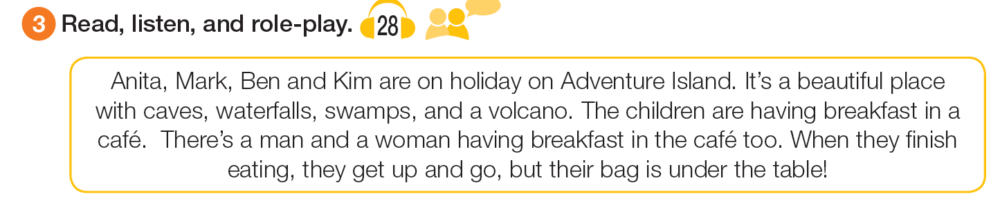 3 Read, listen, and role-play. 28
Anita, Mark, Ben and Kim are on holiday on Adventure Island. It's a beautiful place
with caves, waterfalls, swamps, and a volcano. The children are having breakfast in a
café.  There's a man and a woman having breakfast in the café too. When they finish
eating, they get up and go, but their bag is under the table!